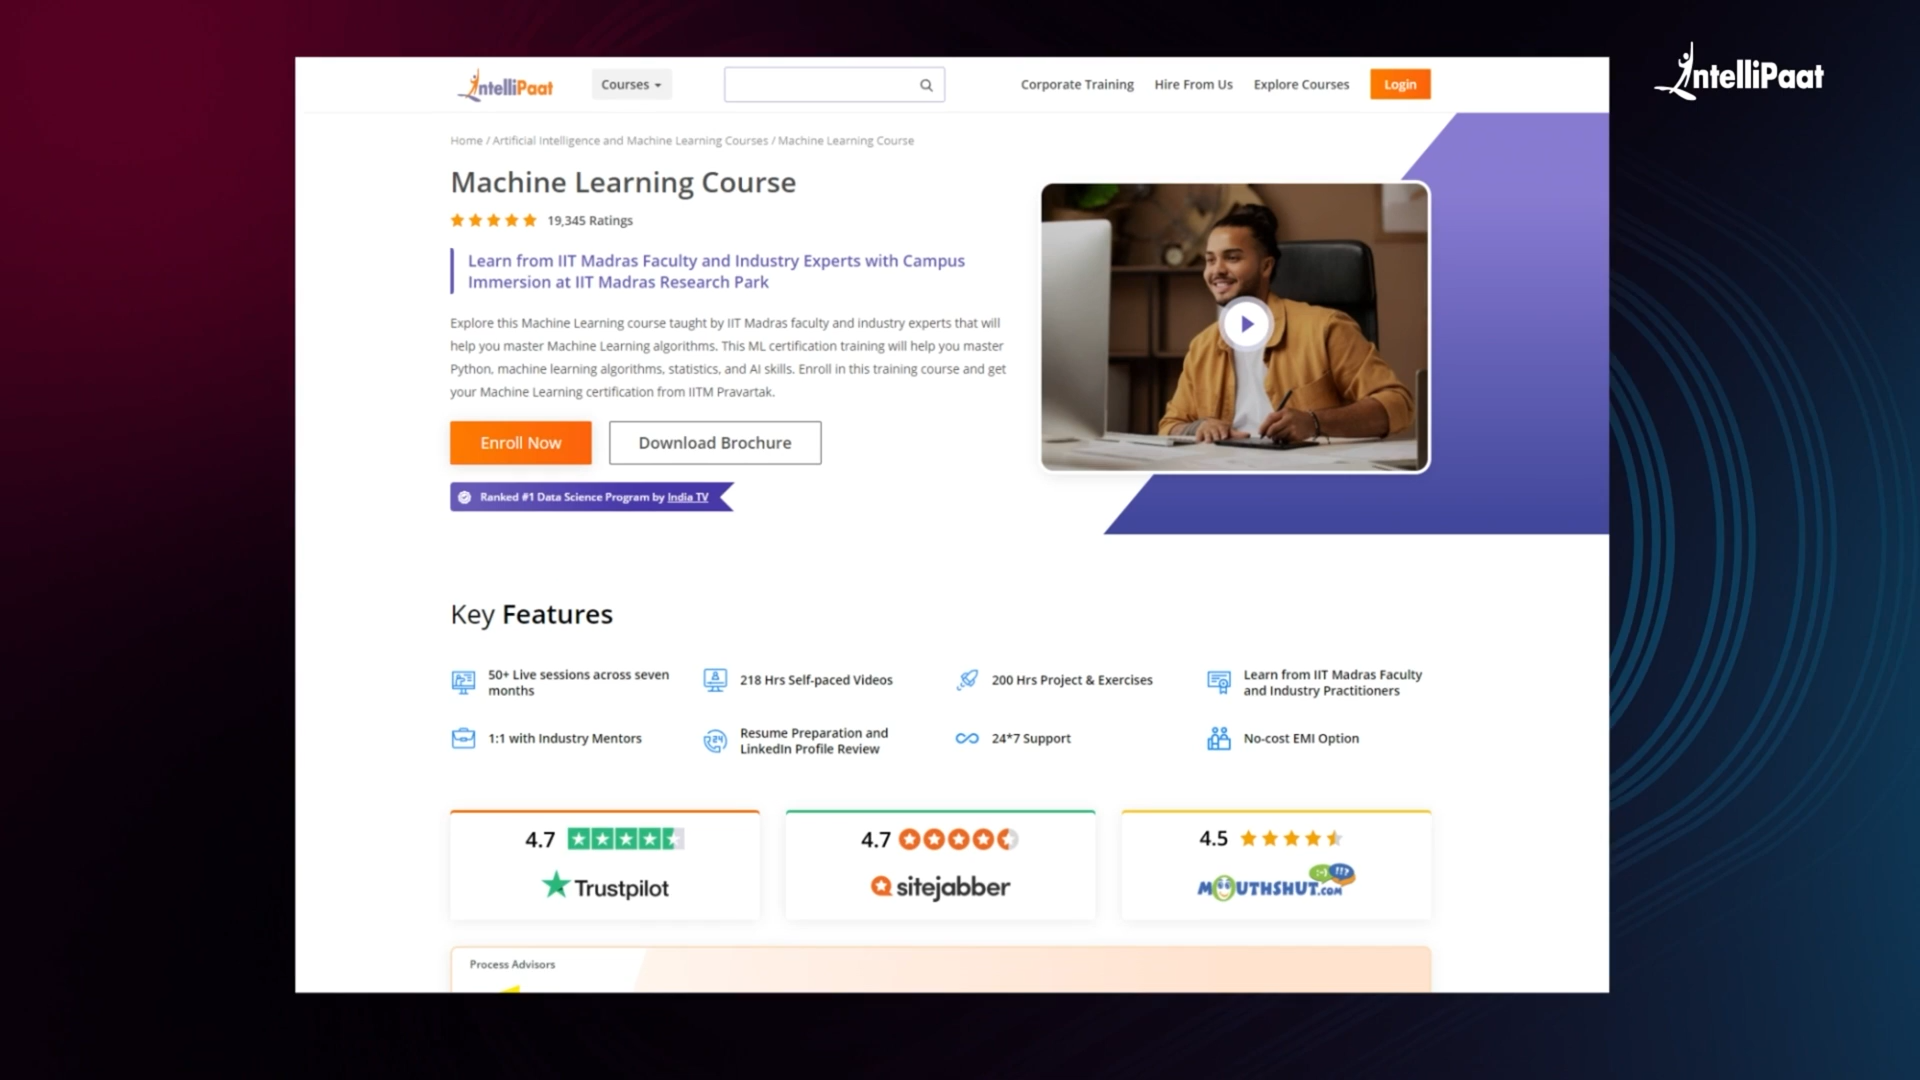 IntelliPaat
IntelliPaat
Courses
Corporate Training
Hire From Us
Explore Courses
Login
Home / Artificial Intelligence and Machine Learning Courses / Machine Learning Course
Machine Learning Course
19,345 Ratings
Learn from IIT Madras Faculty and Industry Experts with Campus
Immersion at IIT Madras Research Park
Explore this Machine Learning course taught by IIT Madras faculty and industry experts that will
help you master Machine Learning algorithms. This ML certification training will help you master
Python, machine learning algorithms, statistics, and AI skills. Enroll in this training course and get
your Machine Learning certification from IITM Pravartak.
Enroll Now
Download Brochure
Ranked #1 Data Science Program by India TV
Key Features
50+ Live sessions across seven
months
218 Hrs Self-paced Videos
200 Hrs Project & Exercises
Learn from IIT Madras Faculty
and Industry Practitioners
1:1 with Industry Mentors
24
Resume Preparation and
LinkedIn Profile Review
24*7 Support
No-cost EMI Option
4.7
Trustpilot
4.7
sitejabber
4.5
MOUTHSHUT.COM
Process Advisors